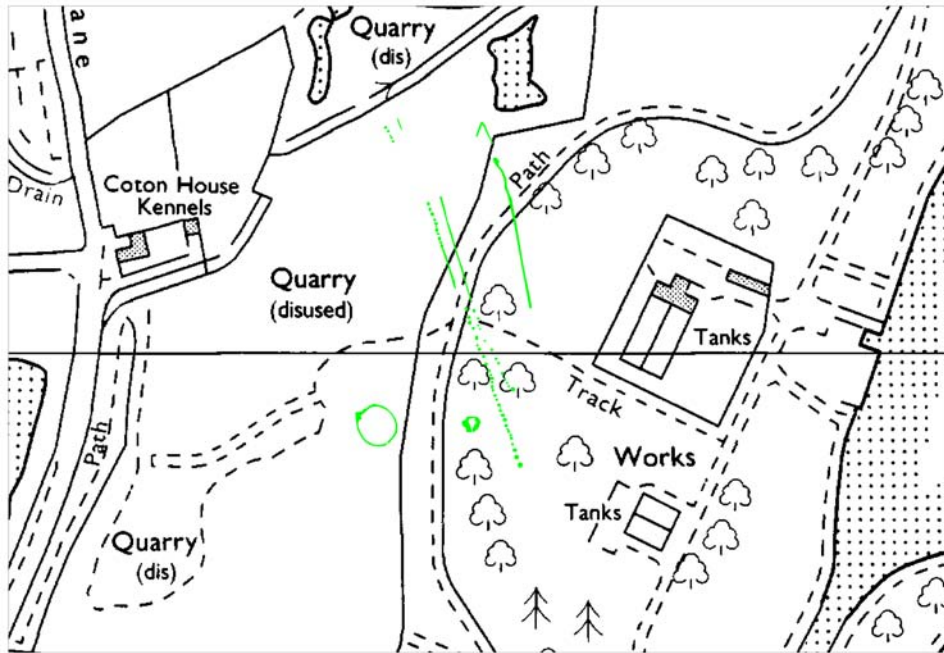 ane
Quarry
(dis)
Drain
Coton House
Kennels
Path
Quarry
(disused)
Tanks
Track
Path
Works
Tanks
Quarry
(dis)